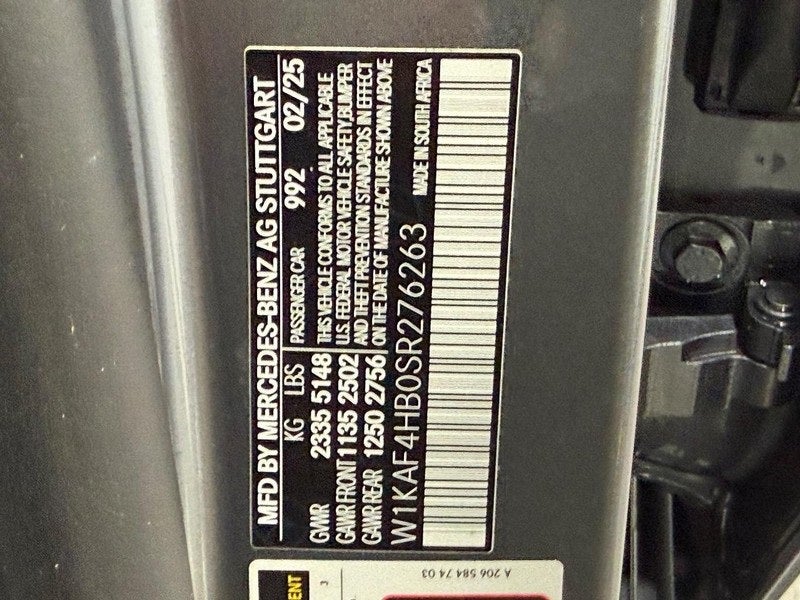 MFD BY MERCEDES-BENZ AG STUTTGART
KG LBS PASSENGER CAR 992 02/25
GVWR 2335 5148
GAWR FRONT 1135 2502
GAWR REAR 1250 2756
THIS VEHICLE CONFORMS TO ALL APPLICABLE
U.S. FEDERAL MOTOR VEHICLE SAFETY,BUMPER
AND THEFT PREVENTION STANDARDS IN EFFECT
ON THE DATE OF MANUFACTURE SHOWN ABOVE
W1KAF4HB0SR276263 MADE IN SOUTH AFRICA
3
A 206 584 74 03